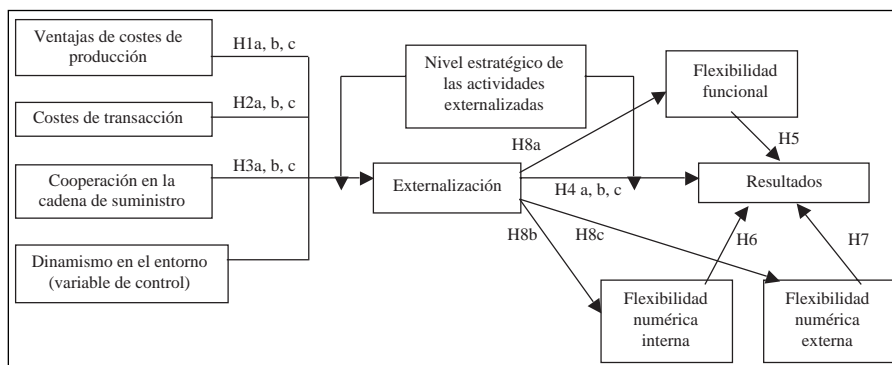 Ventajas de costes de
producción
H1a, b, c
Costes de transacción
H2a, b, c
Cooperación en la
cadena de suministro
H3a, b, c
Dinamismo en el entorno
(variable de control)
Nivel estratégico de
las actividades
externalizadas
Externalización
H8a
H4 a, b, c
H8b
H8c
Flexibilidad
funcional
H5
Resultados
H6
H7
Flexibilidad
numérica
interna
Flexibilidad
numérica
externa